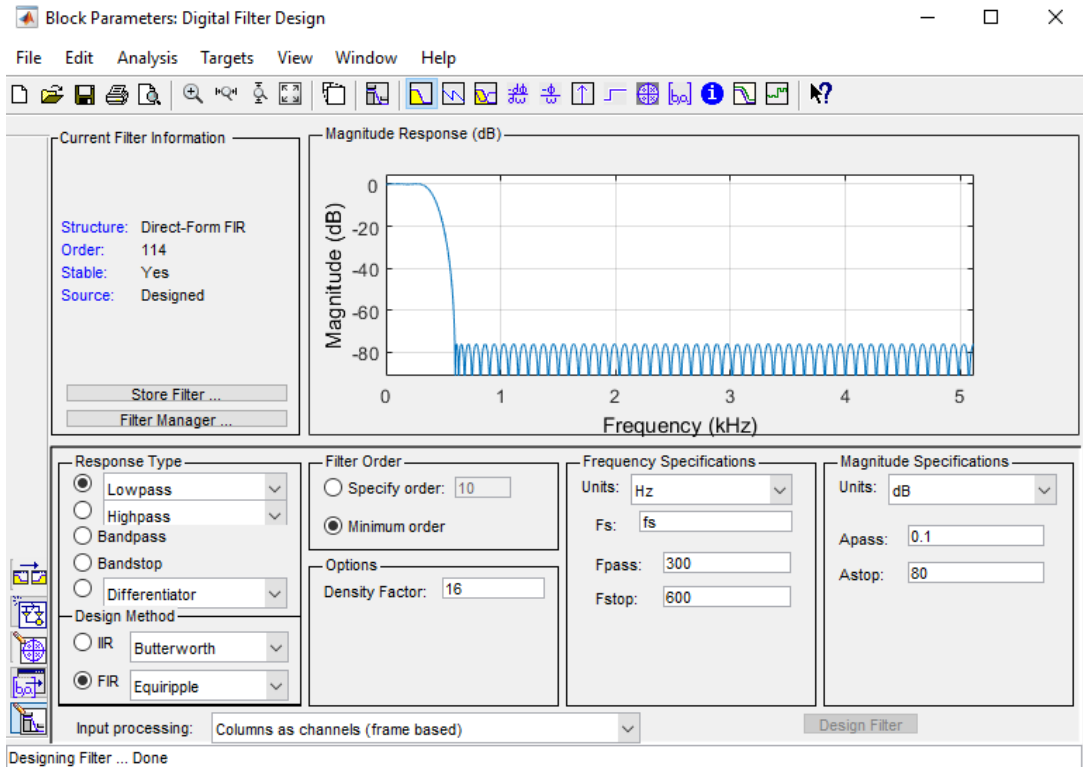 Block Parameters: Digital Filter Design
File Edit Analysis Targets View Window Help
Current Filter Information
Structure: Direct-Form FIR
Order: 114
Stable: Yes
Source: Designed
Store Filter ...
Filter Manager ...
Magnitude Response (dB)
Magnitude (dB)
0
-20
-40
-60
-80
0 1 2 3 4 5
Frequency (kHz)
Response Type
Lowpass
Highpass
Bandpass
Bandstop
Differentiator
Design Method
IIR Butterworth
FIR Equiripple
Filter Order
Specify order: 10
Minimum order
Options
Density Factor: 16
Frequency Specifications
Units: Hz
Fs: fs
Fpass: 300
Fstop: 600
Magnitude Specifications
Units: dB
Apass: 0.1
Astop: 80
Input processing: Columns as channels (frame based)
Design Filter
Designing Filter ... Done